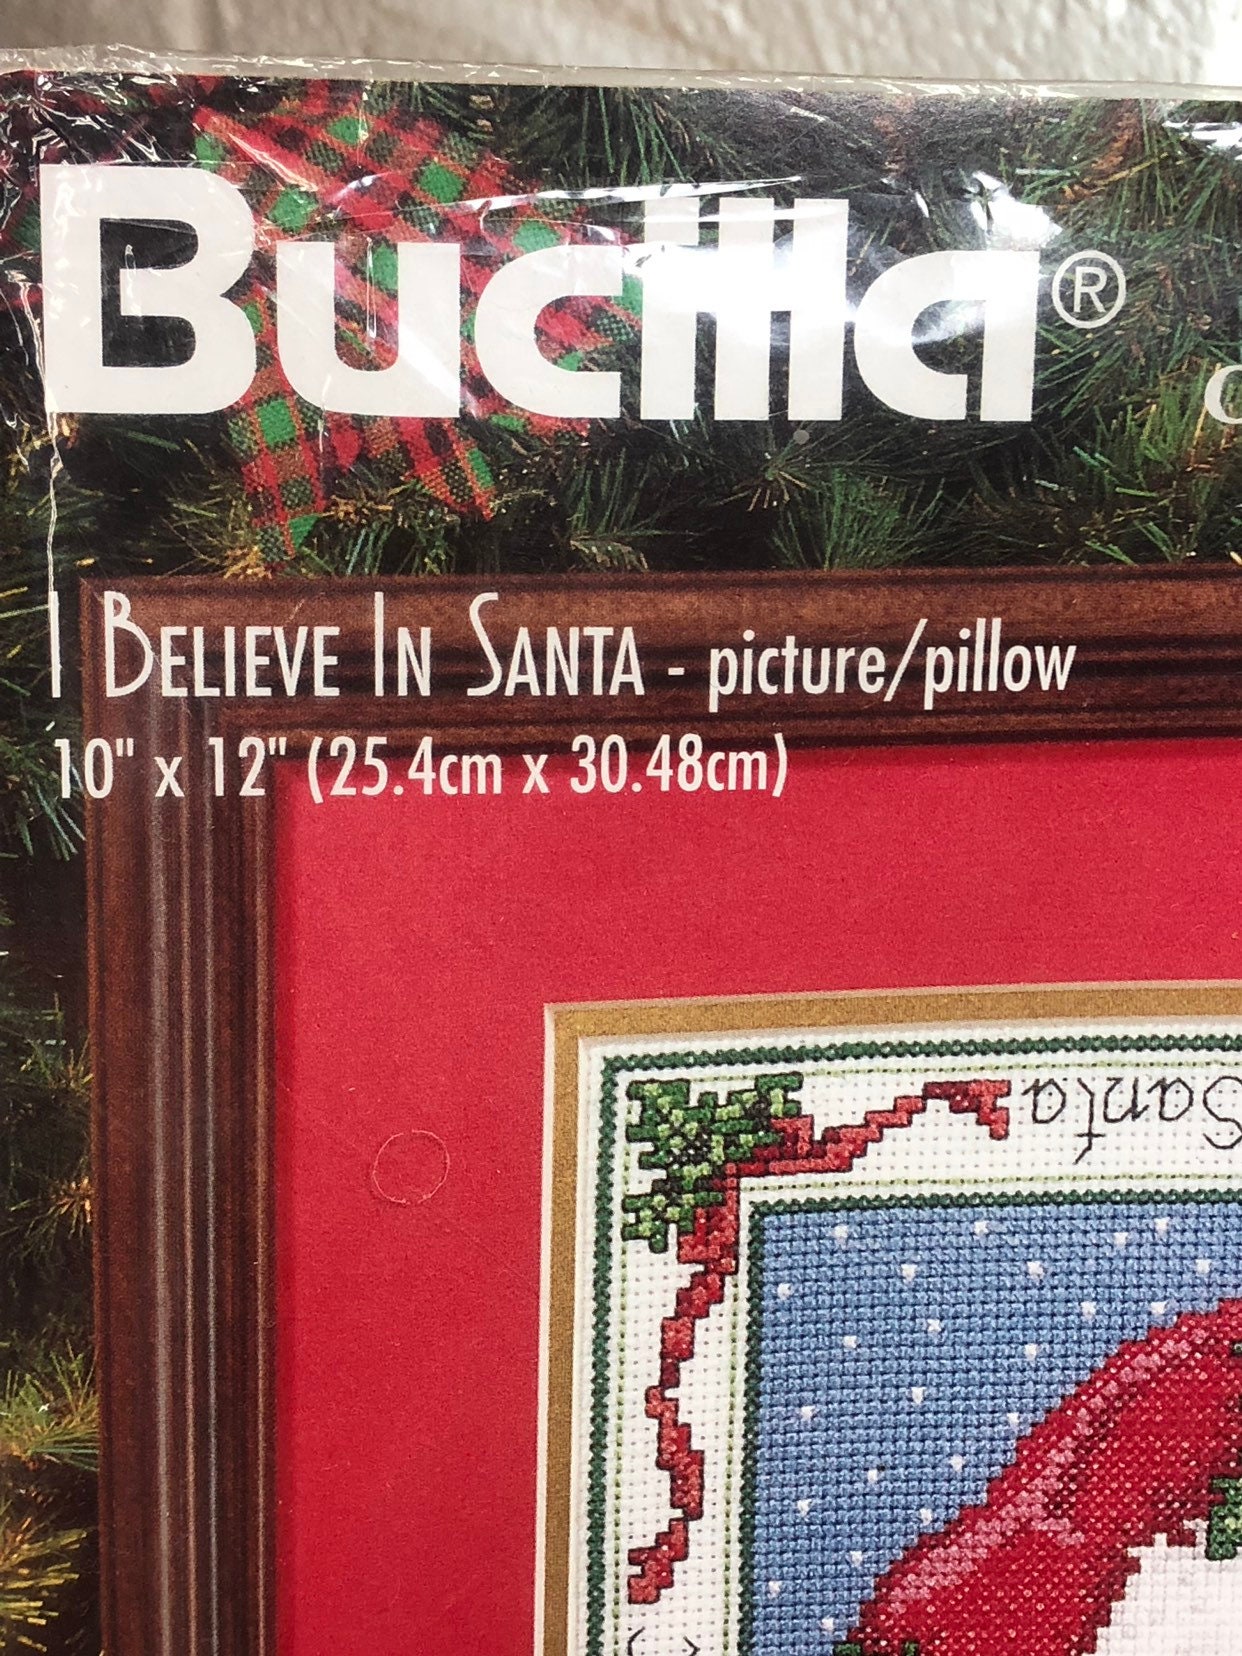 Bucilla®
I BELIEVE IN SANTA - picture/pillow
10" x 12" (25.4cm x 30.48cm)
Santa